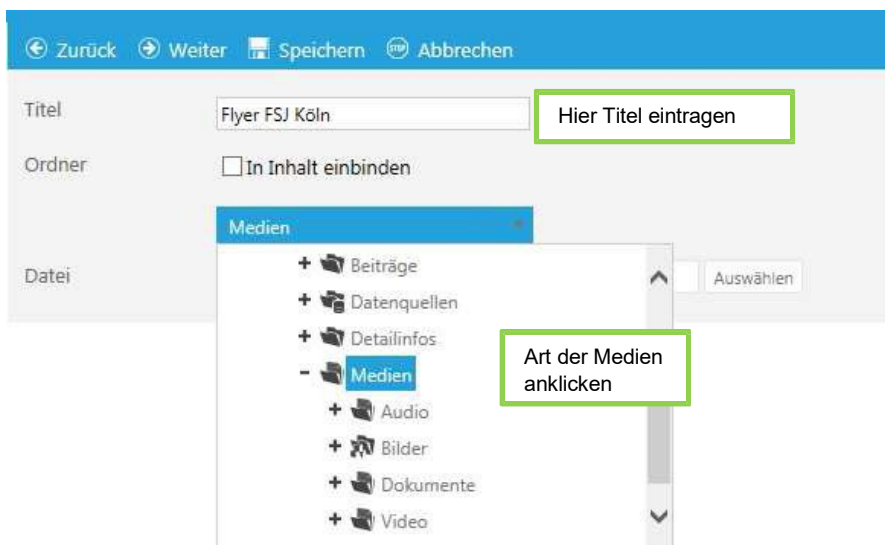 Zurück Weiter Speichern STOP Abbrechen
Titel Flyer FSJ Köln Hier Titel eintragen
Ordner In Inhalt einbinden
Medien
Beiträge
Datei Auswählen
Datenquellen
Detailinfos
Art der Medien
anklicken
Medien
Audio
Bilder
Dokumente
Video